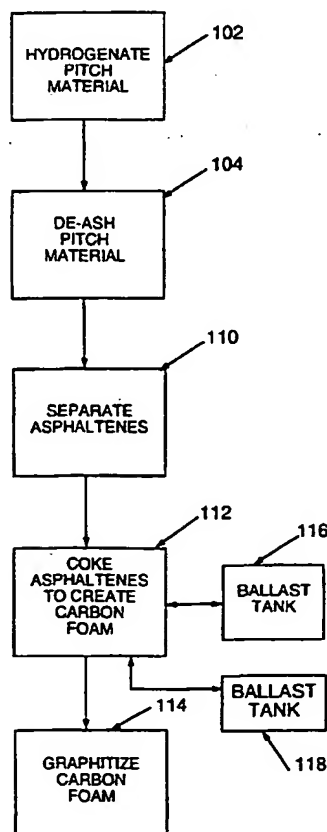 HYDROGENATE
PITCH
MATERIAL
102
DE-ASH
PITCH
MATERIAL
104
SEPARATE
ASPHALTENES
110
COKE
ASPHALTENES
TO CREATE
CARBON
FOAM
112
BALLAST
TANK
116
BALLAST
TANK
118
GRAPHITIZE
CARBON
FOAM
114